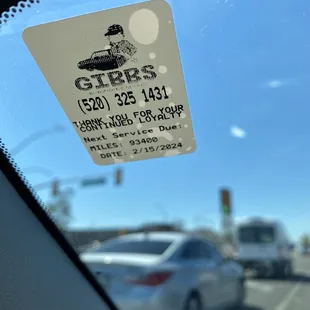 GIBBS
(520) 325 1431
THANK YOU FOR YOUR
CONTINUED LOYALTY
Next Service Due:
MILES: 93400
DATE: 2/15/2024